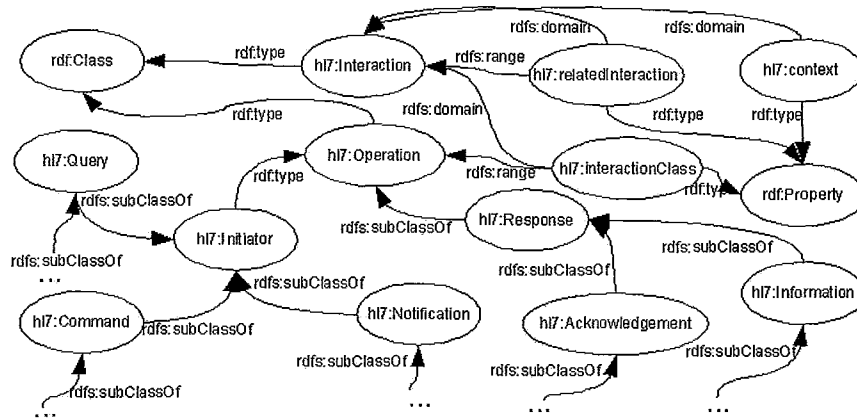 rdfs:domain
rdfs:domain
rdf:Class
rdf:type
hl7:Interaction
rdfs:range
hl7:relatedInteraction
hl7:context
rdfs:domain
rdf:type
rdf:type
rdf:type
hl7:Query
hl7:Operation
rdfs:range
hl7:interactionClass
rdf:type
rdf:type
rdf:Property
rdfs:subClassOf
hl7:Initiator
rdfs:subClassOf
hl7:Response
rdfs:subClassOf
rdfs:subClassOf
rdfs:subClassOf
...
hl7:Command
rdfs:subClassOf
rdfs:subClassOf
hl7:Notification
hl7:Acknowledgement
hl7:Information
rdfs:subClassOf
rdfs:subClassOf
rdfs:subClassOf
rdfs:subClassOf
...
...
...
...